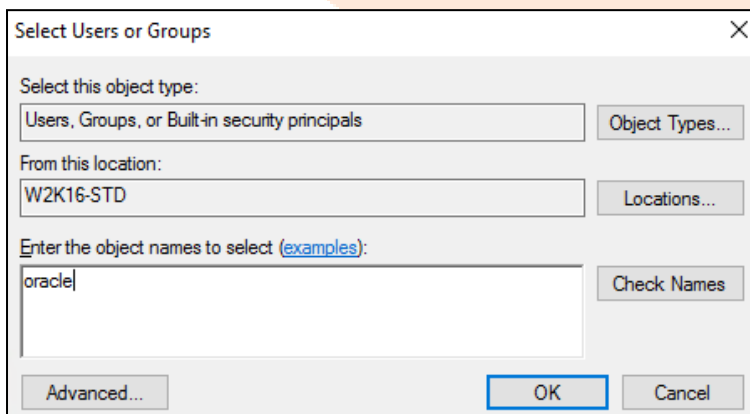 Select Users or Groups
Select this object type:
Users, Groups, or Built-in security principals
Object Types...
From this location:
W2K16-STD
Locations...
Enter the object names to select (examples):
oracle
Check Names
Advanced...
OK
Cancel